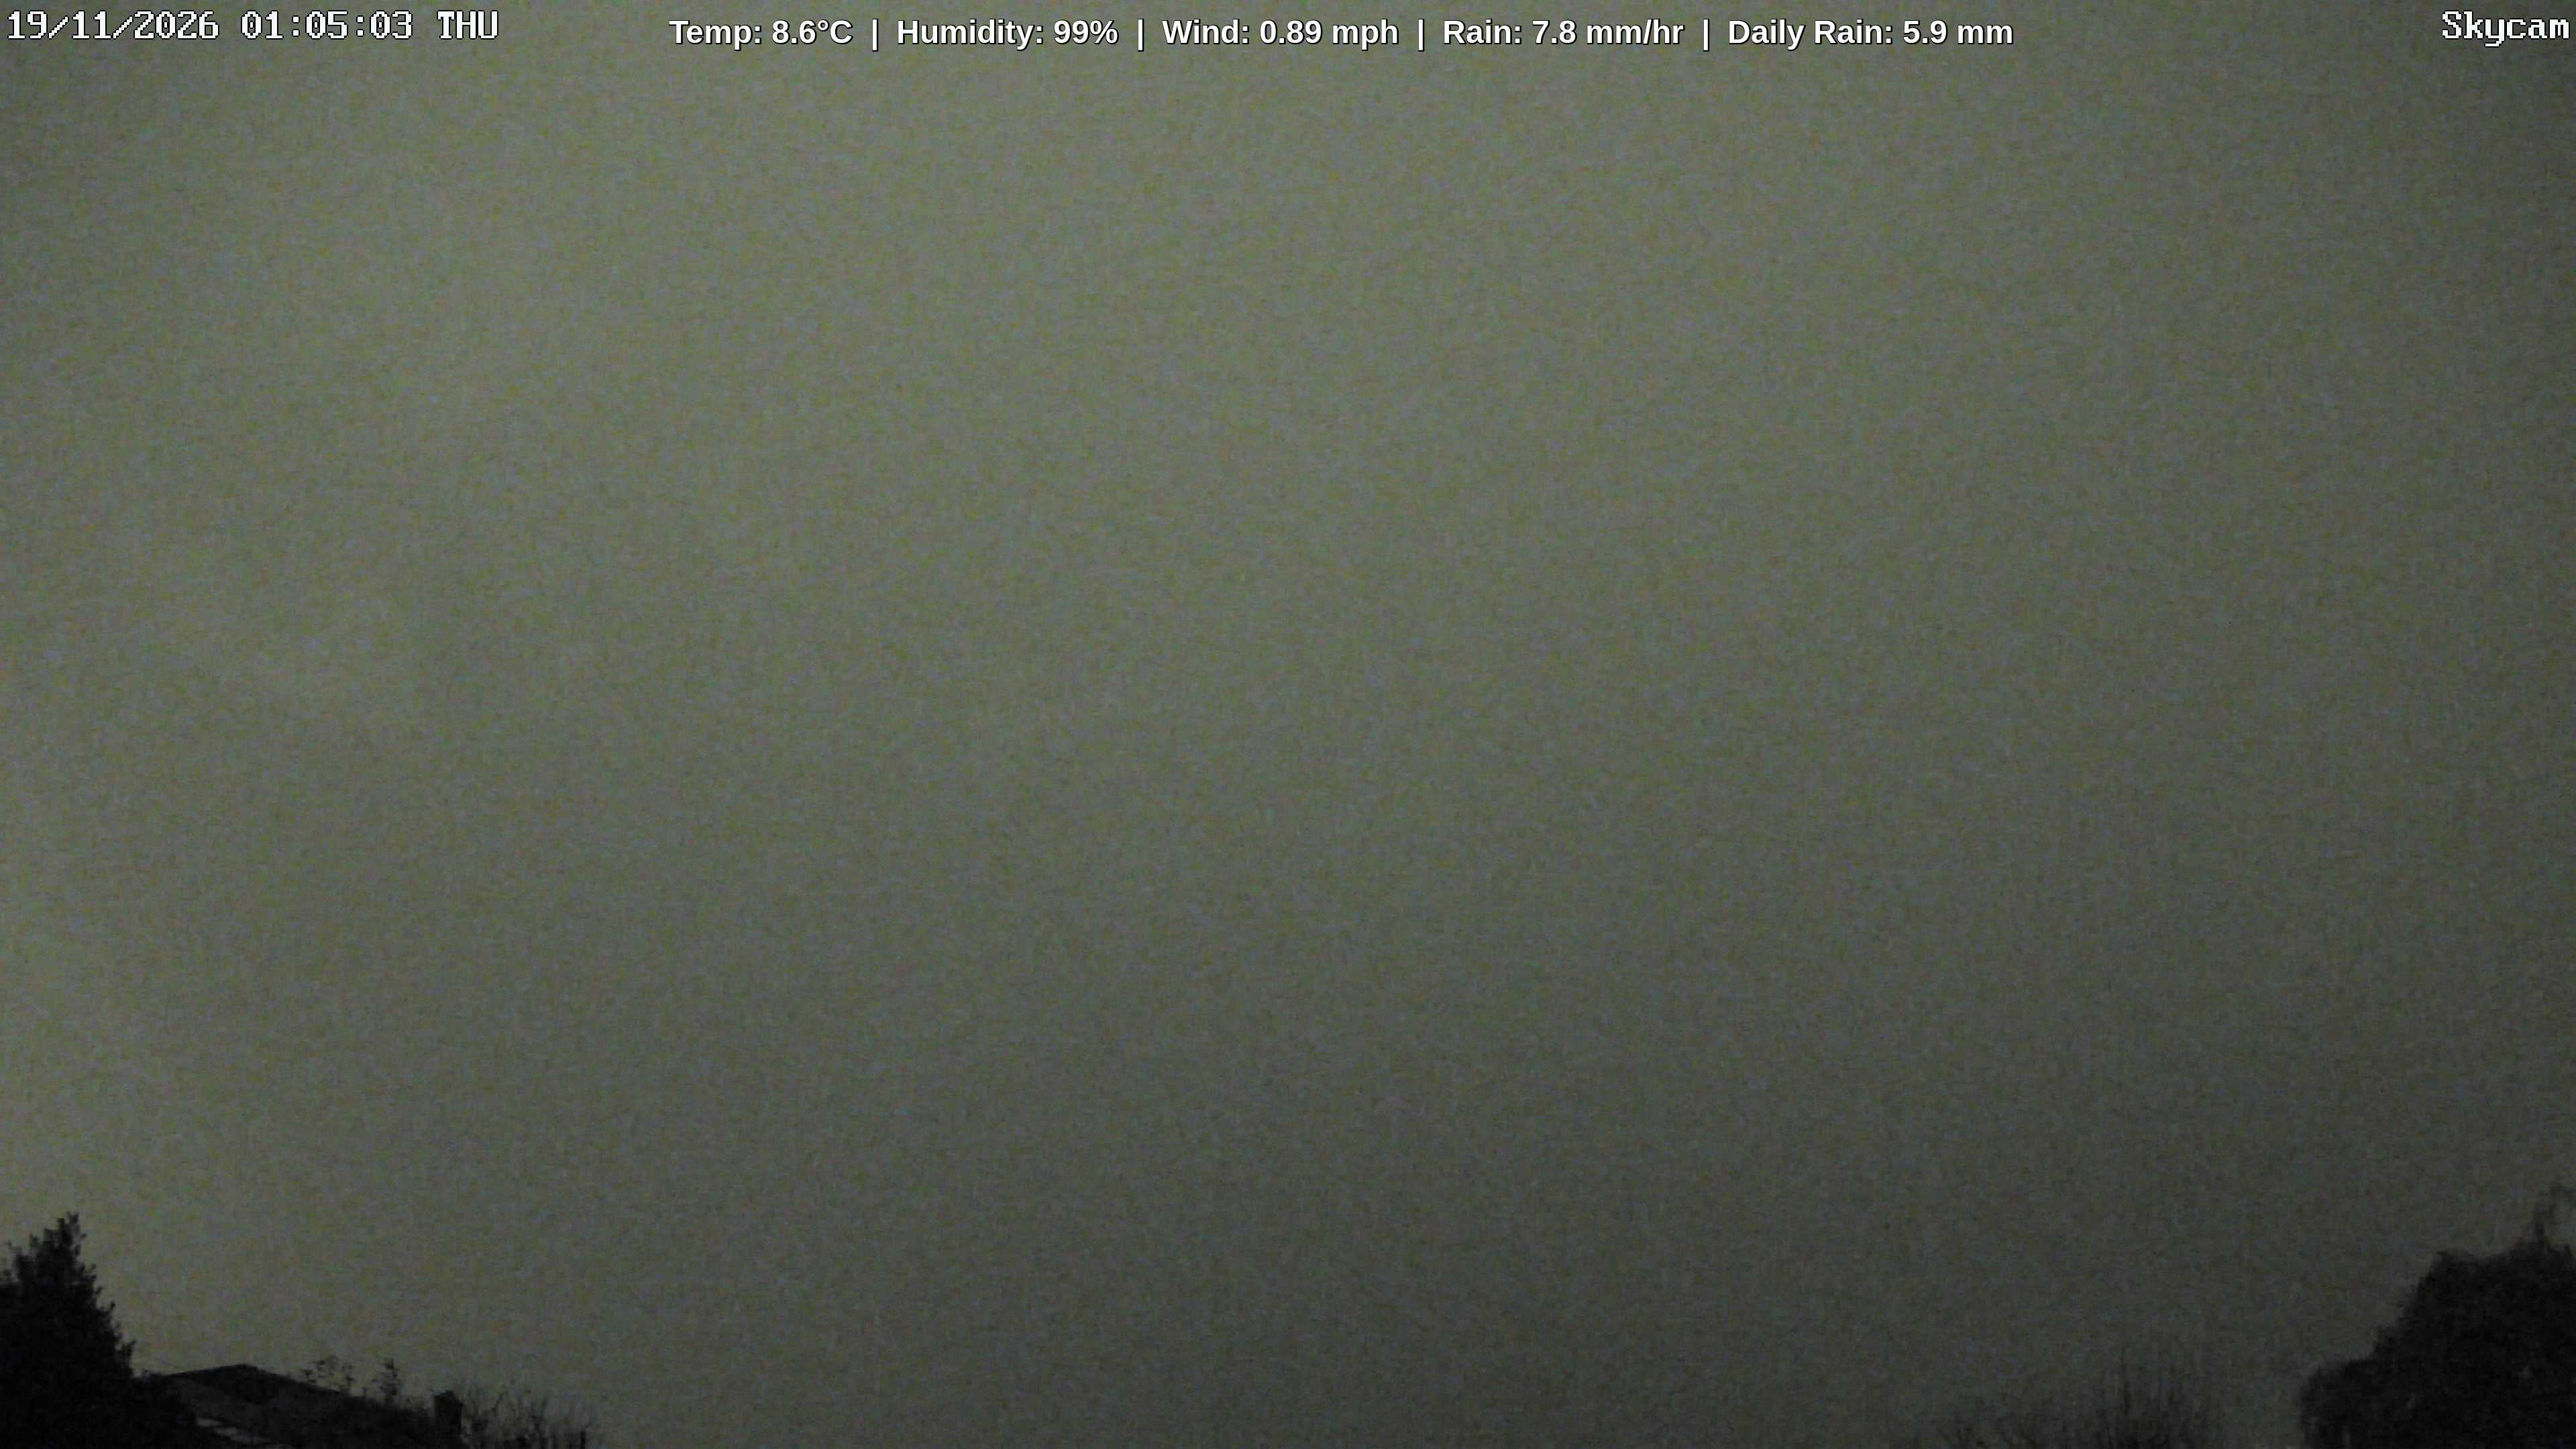 19/11/2026 01:05:03 THU
Temp: 8.6°C | Humidity: 99% | Wind: 0.89 mph | Rain: 7.8 mm/hr | Daily Rain: 5.9 mm
Skycam